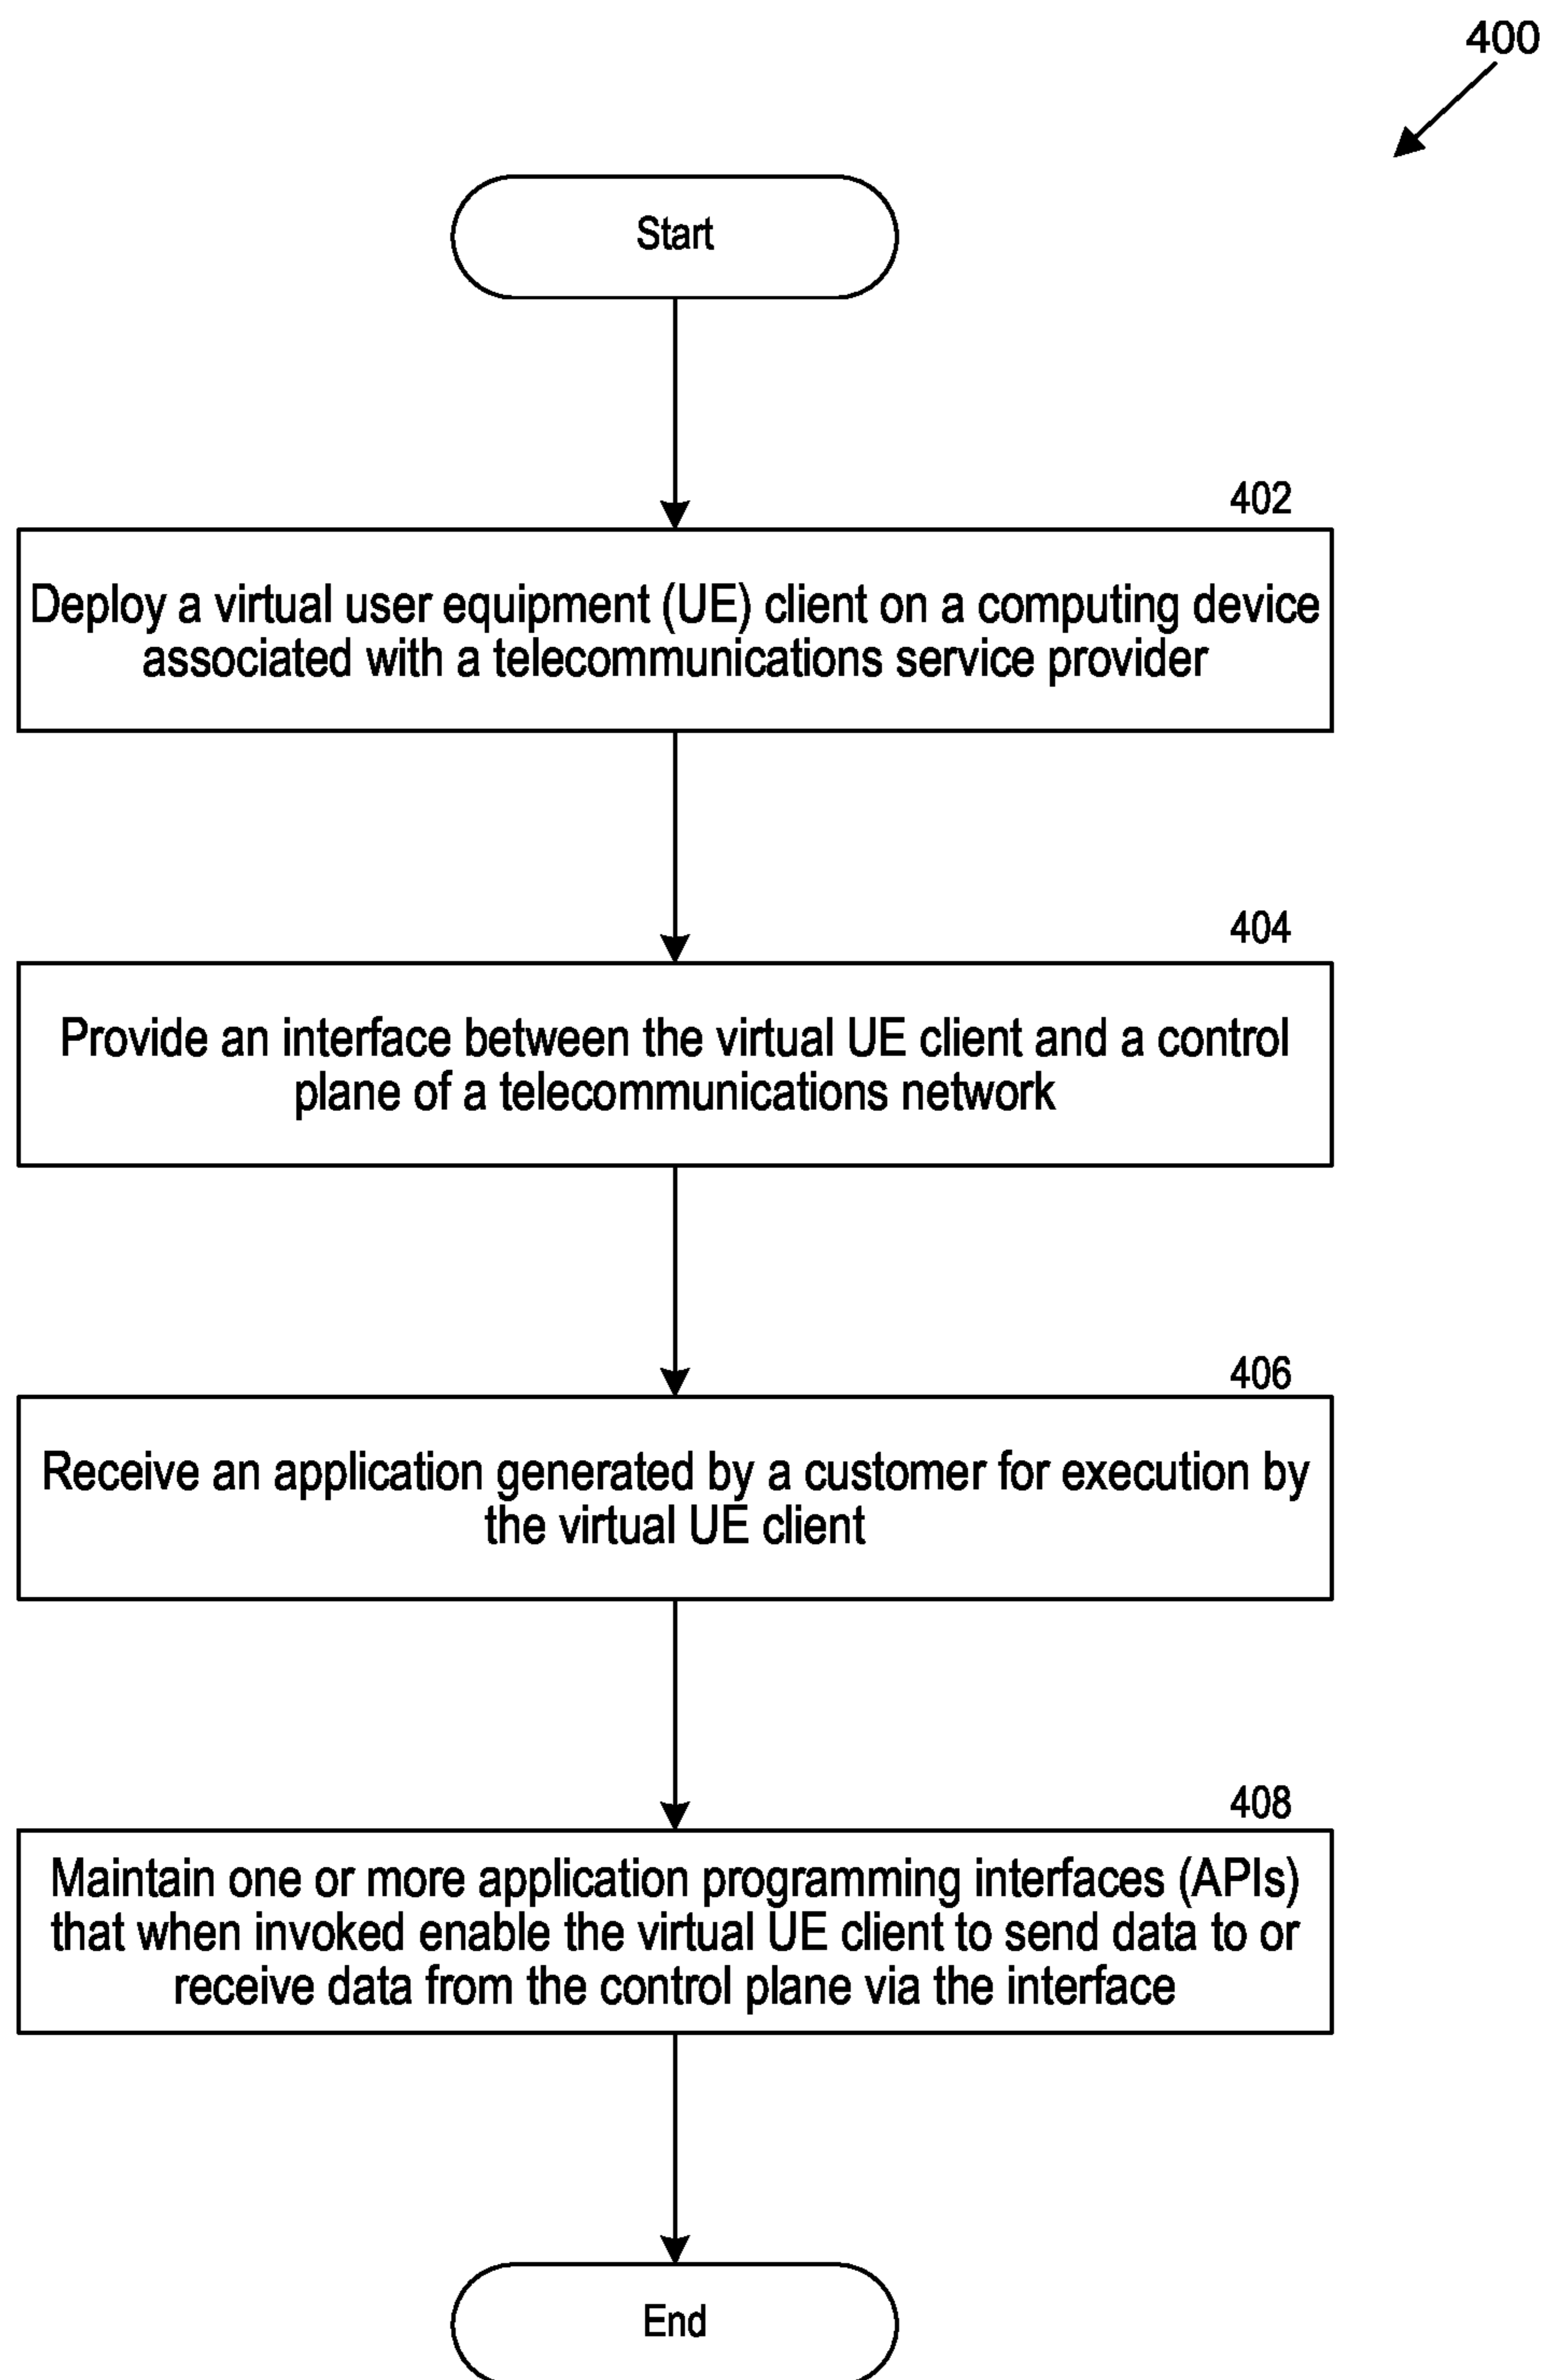 400
Start
402
Deploy a virtual user equipment (UE) client on a computing device
associated with a telecommunications service provider
404
Provide an interface between the virtual UE client and a control
plane of a telecommunications network
406
Receive an application generated by a customer for execution by
the virtual UE client
408
Maintain one or more application programming interfaces (APIs)
that when invoked enable the virtual UE client to send data to or
receive data from the control plane via the interface
End